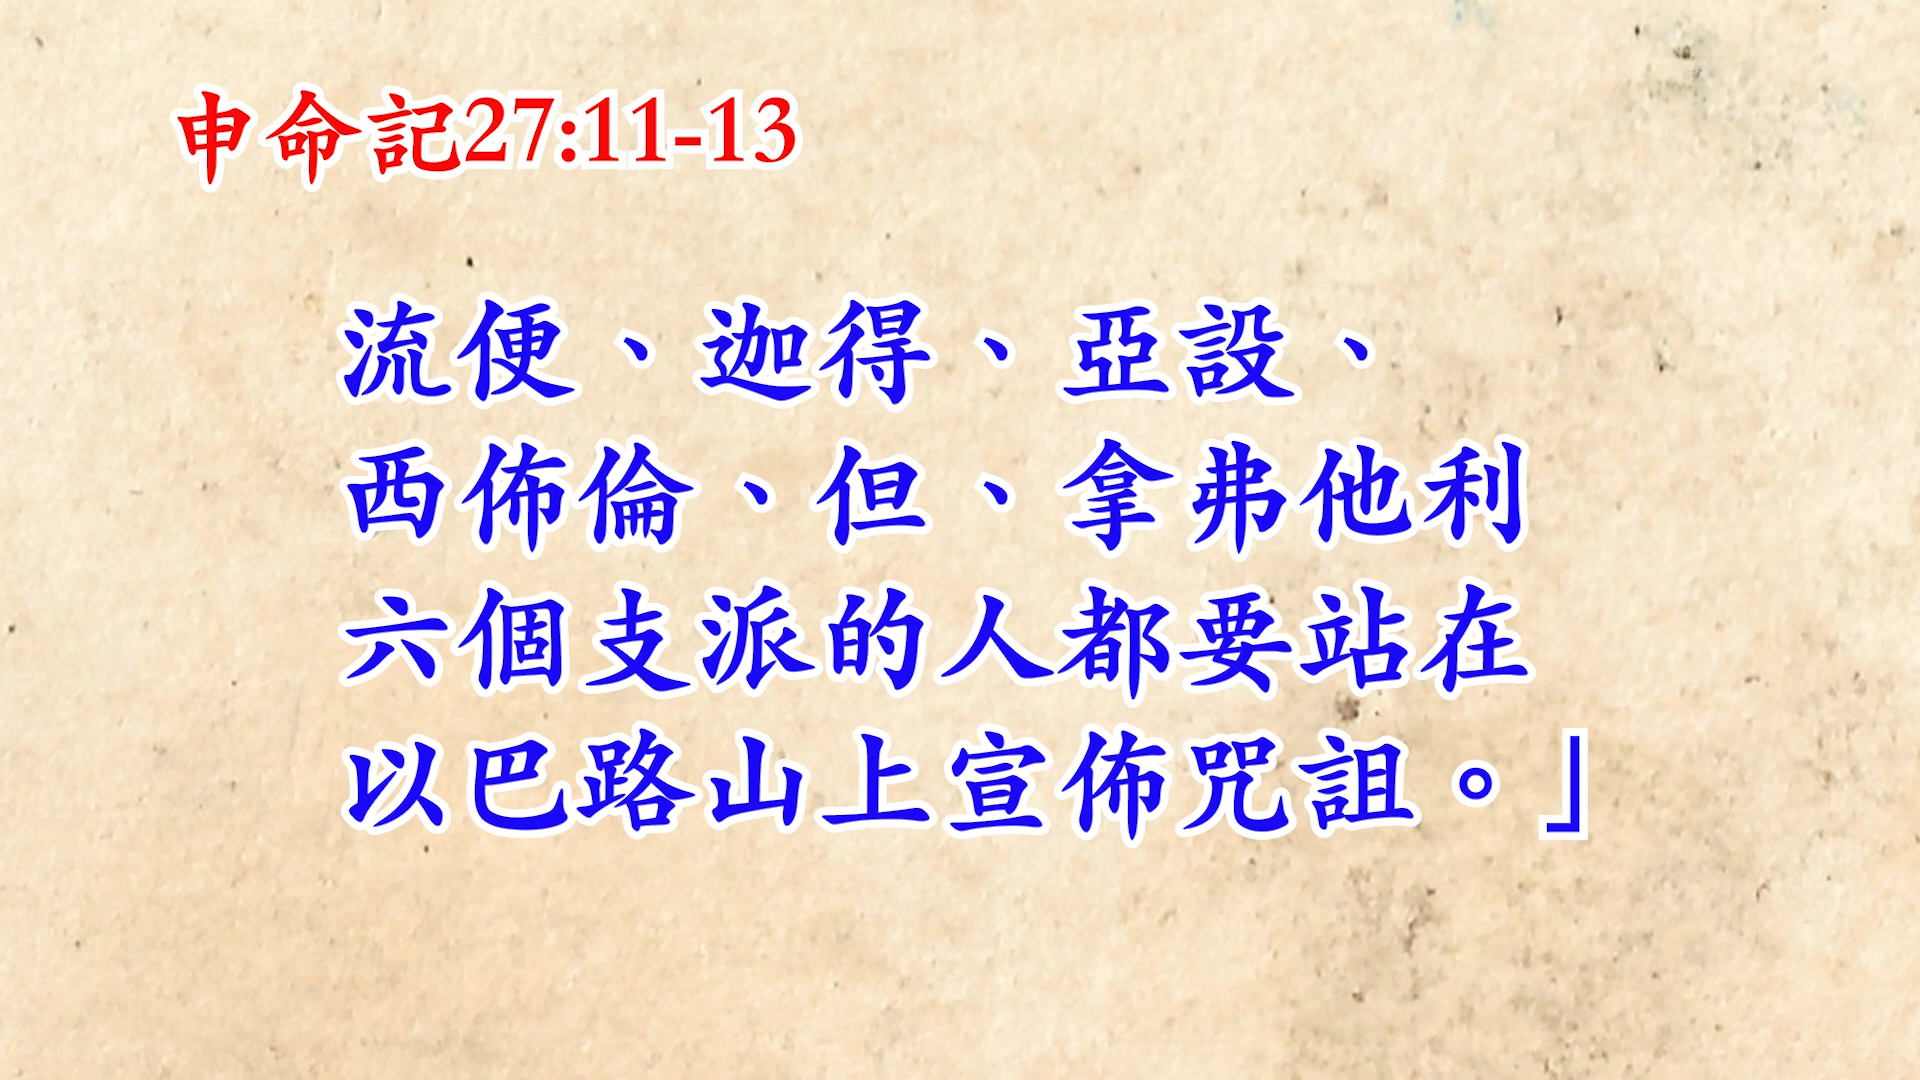 申命記27:11-13
流便、迦得、亞設、
西佈倫、但、拿弗他利
六個支派的人都要站在
以巴路山上宣佈咒詛。」